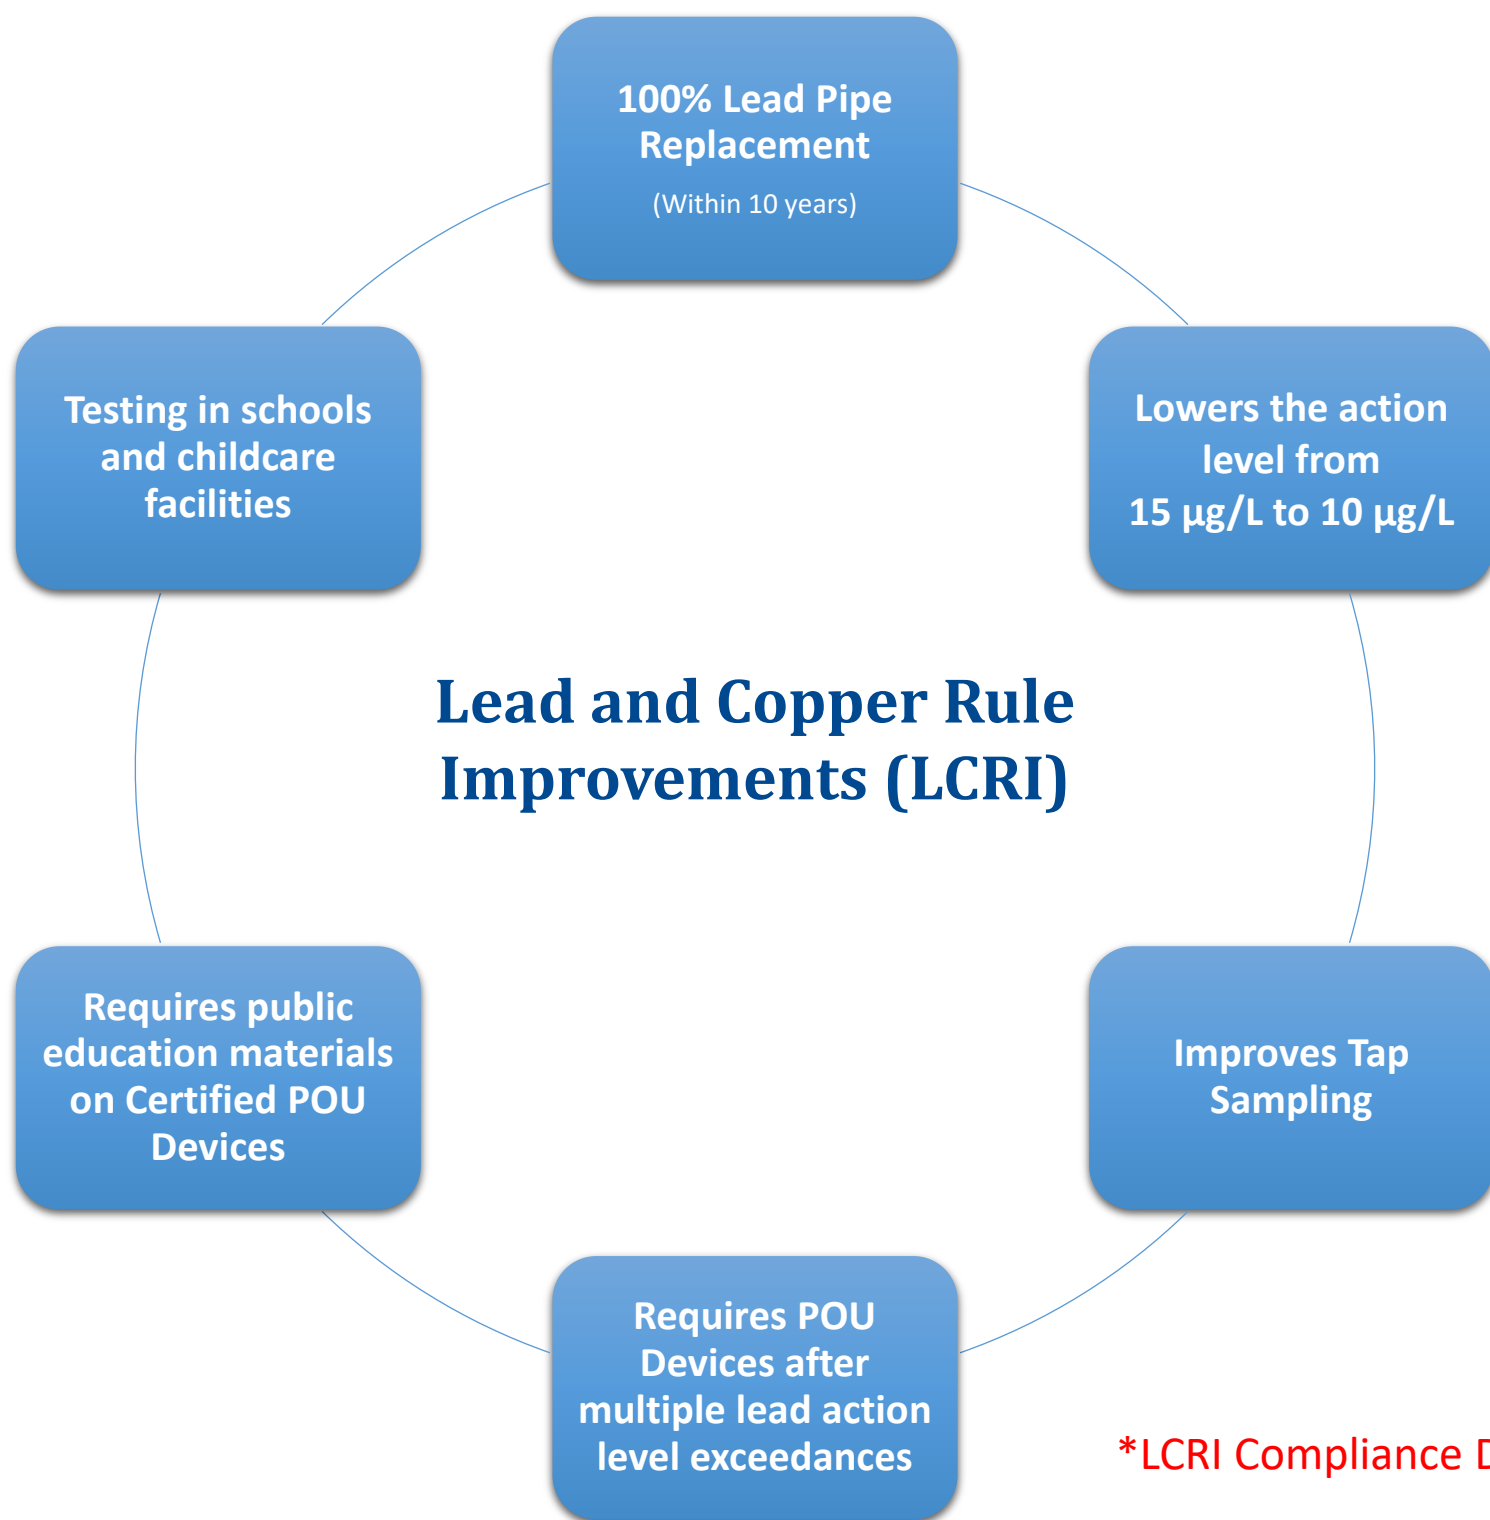 100% Lead Pipe
Replacement
(Within 10 years)
Lowers the action
level from
15 µg/L to 10 µg/L
Testing in schools
and childcare
facilities
Lead and Copper Rule
Improvements (LCRI)
Requires public
education materials
on Certified POU
Devices
Improves Tap
Sampling
Requires POU
Devices after
multiple lead action
level exceedances
*LCRI Compliance